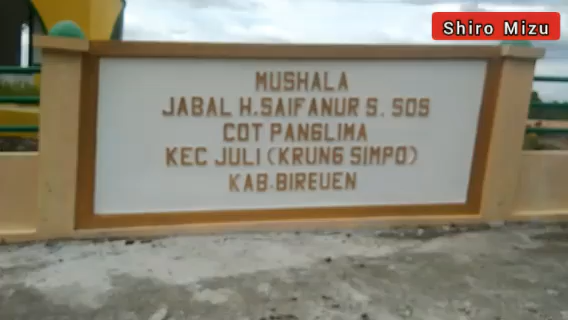 Shiro Mizu
MUSHALA
JABAL H.SAIFANUR S. SOS
COT PANGLIMA
KEC JULI (KRUNG SIMPO)
KAB.BIREUEN